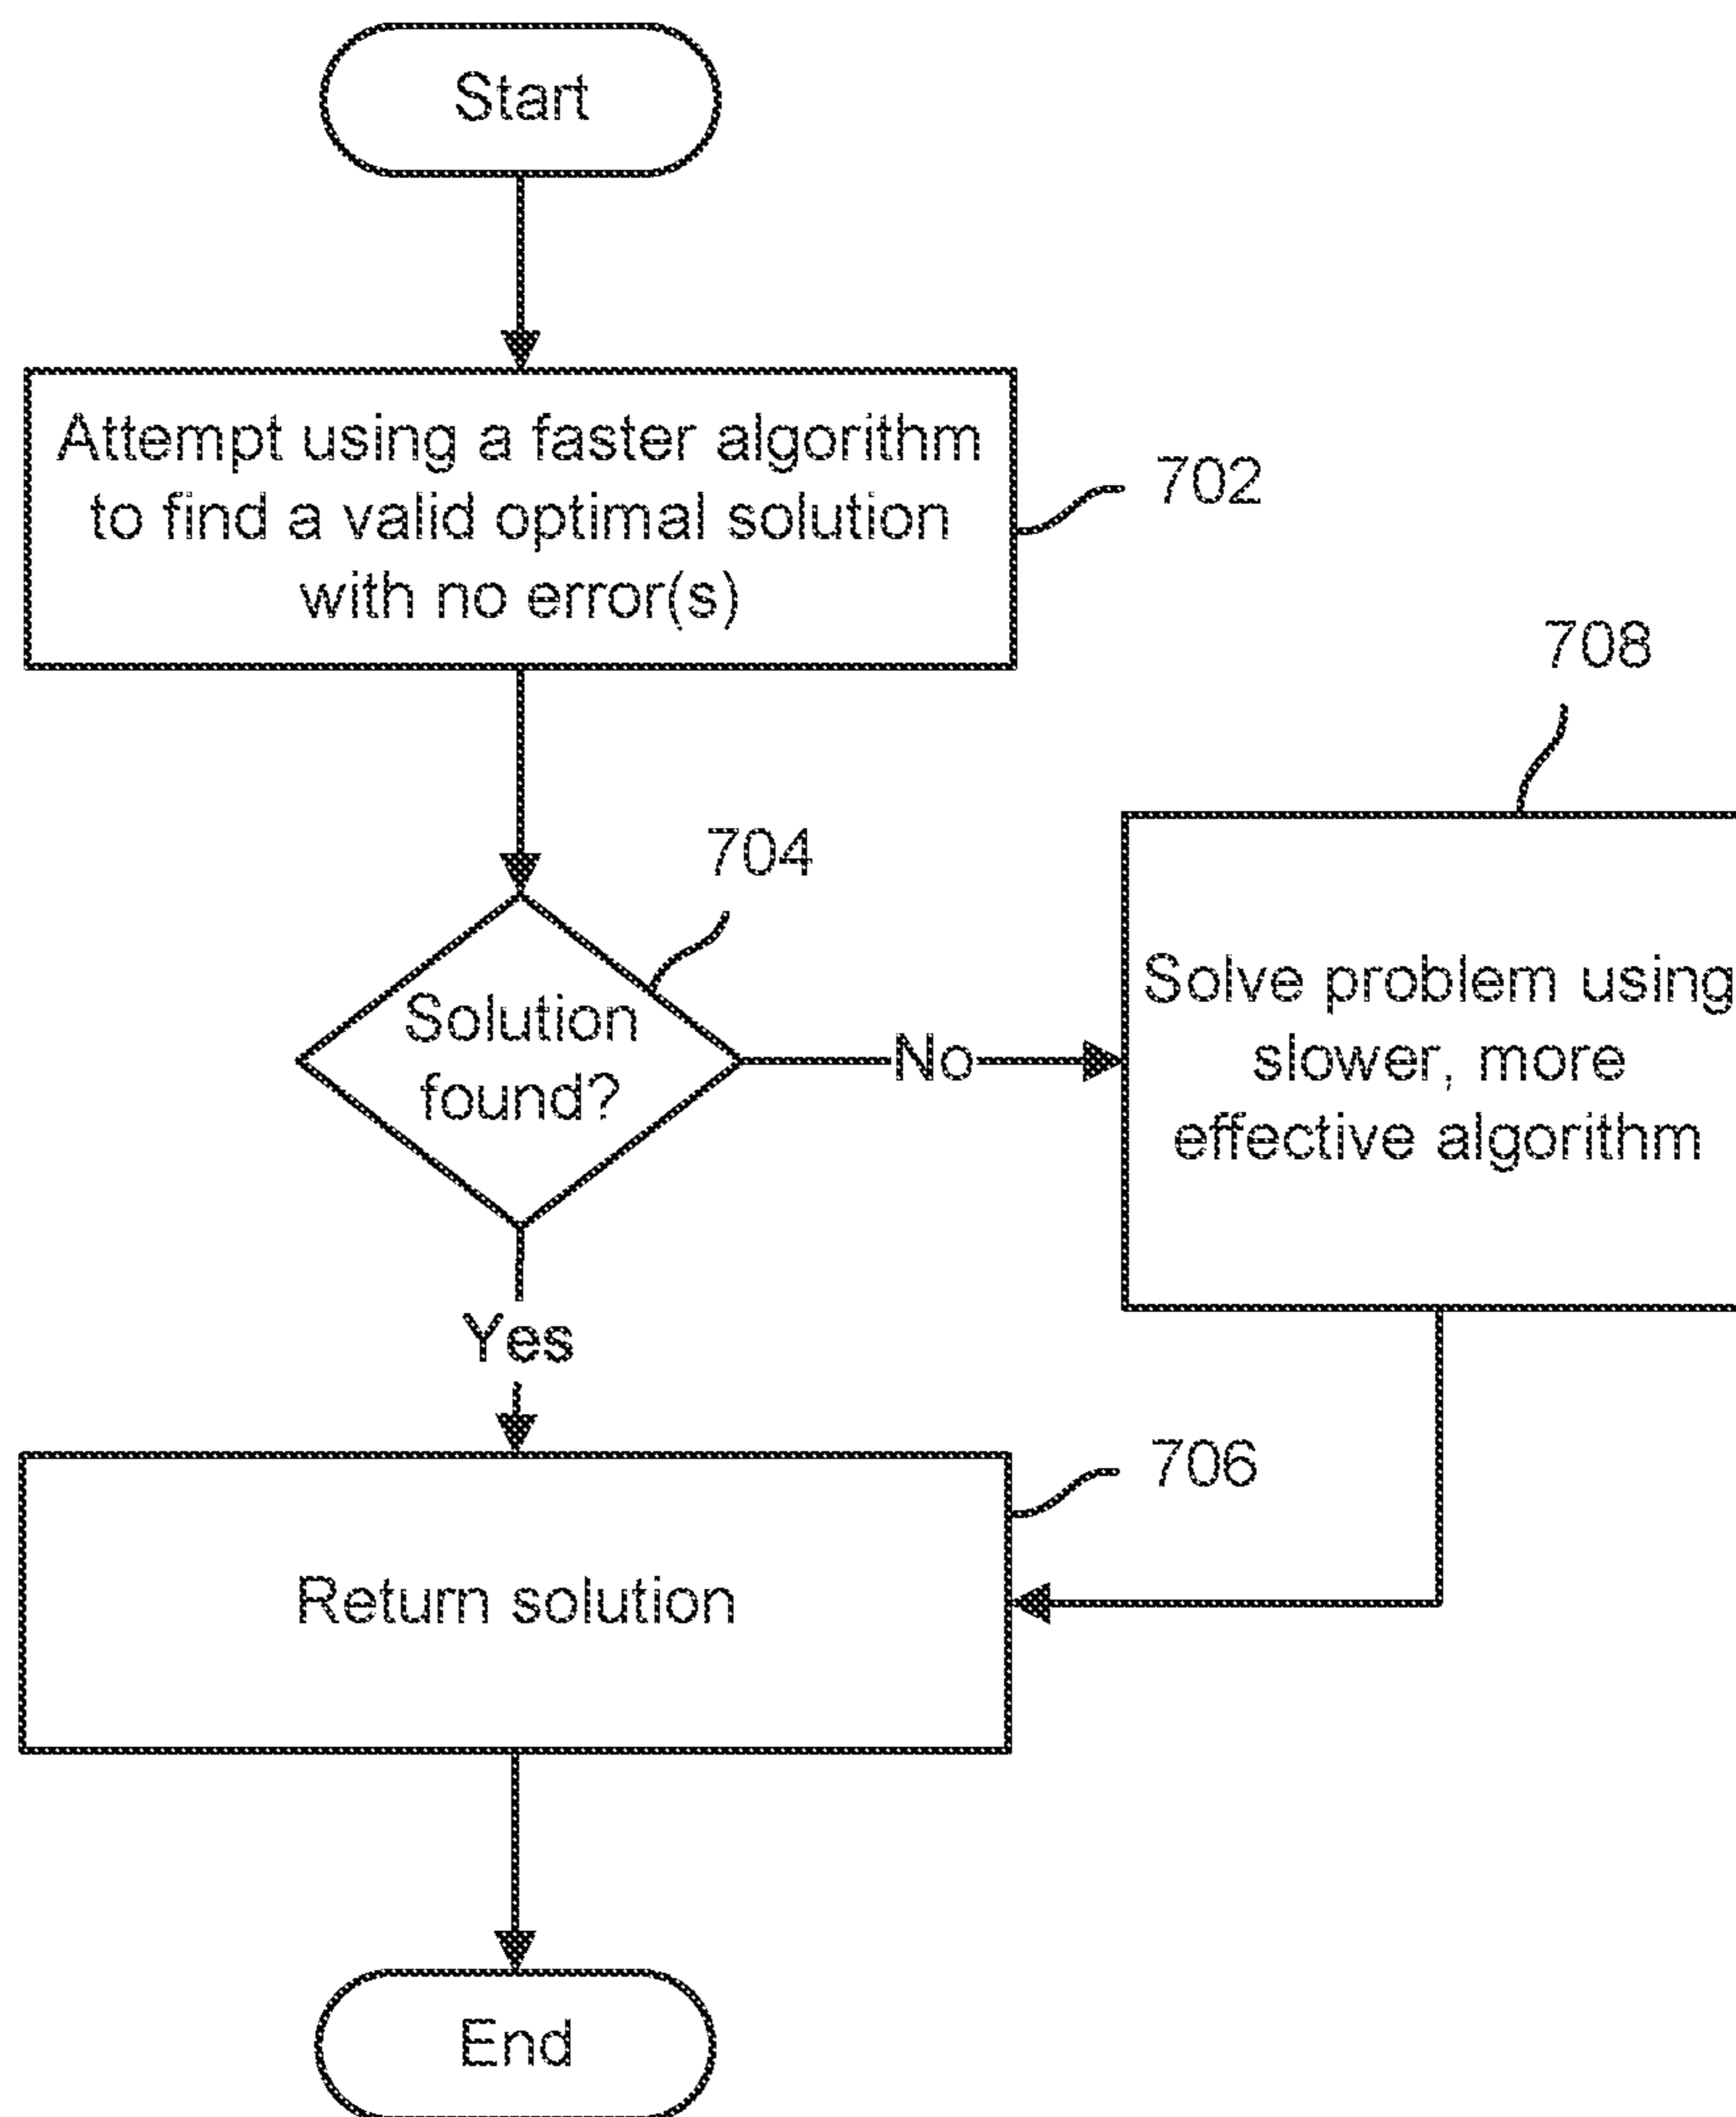 Start
Attempt using a faster algorithm
to find a valid optimal solution
with no error(s)
702
708
704
Solution
found?
No
Solve problem using
slower, more
effective algorithm
Yes
706
Return solution
End